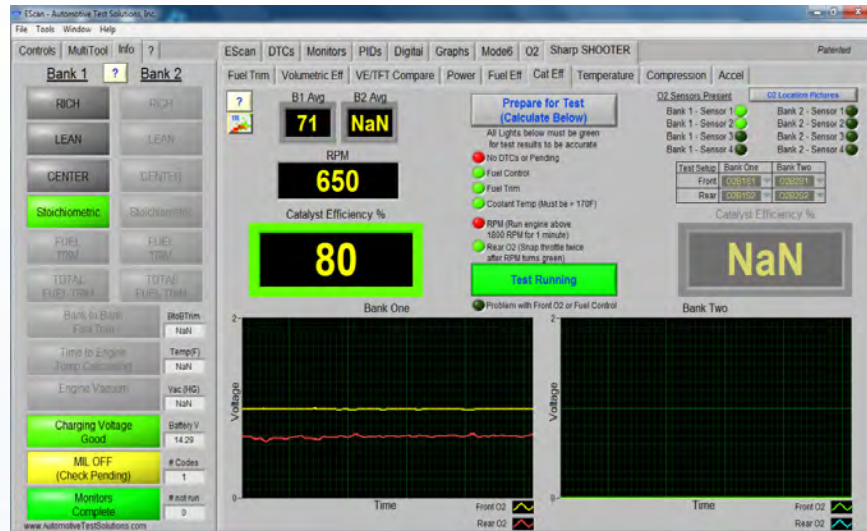 EScan - Automotive Test Solutions, Inc.
File Tools Window Help
Controls MultiTool Info ?
EScan DTCs Monitors PIDs Digital Graphs Mode6 O2 Sharp SHOOTER
Patented
Fuel Trim Volumetric Eff VE/TFT Compare Power Fuel Eff Cat Eff Temperature Compression Accel
Bank 1 ? Bank 2
RICH RICH
LEAN LEAN
CENTER CENTER
Stoichiometric Stoichiometric
FUEL TRIM
FUEL TRIM
TOTAL FUEL TRIM
TOTAL FUEL TRIM
Bank to Bank
Fuel Trim
BtoBTrim
NaN
Time to Engine
Temp Calculating
Temp(F)
NaN
Engine Vacuum
Vac (HG)
NaN
Charging Voltage
Good
Battery V
14.29
MIL OFF
(Check Pending)
# Codes
1
Monitors
Complete
# not run
0
www.AutomotiveTestSolutions.com
?
B1 Avg B2 Avg
71 NaN
RPM
650
Catalyst Efficiency %
80
Prepare for Test
(Calculate Below)
All Lights below must be green
for test results to be accurate
No DTCs or Pending
Fuel Control
Fuel Trim
Coolant Temp (Must be > 170F)
RPM (Run engine above
1800 RPM for 1 minute)
Rear O2 (Snap throttle twice
after RPM turns green)
Test Running
Problem with Front O2 or Fuel Control
O2 Sensors Present
O2 Location Pictures
Bank 1 - Sensor 1 Bank 2 - Sensor 1
Bank 1 - Sensor 2 Bank 2 - Sensor 2
Bank 1 - Sensor 3 Bank 2 - Sensor 3
Bank 1 - Sensor 4 Bank 2 - Sensor 4
Test Setup Bank One Bank Two
Front O2B1S1 O2B2S1
Rear O2B1S2 O2B2S2
Catalyst Efficiency %
NaN
Bank One
2
Voltage
0
Time
Front O2
Rear O2
Bank Two
2
Voltage
0
Time
Front O2
Rear O2